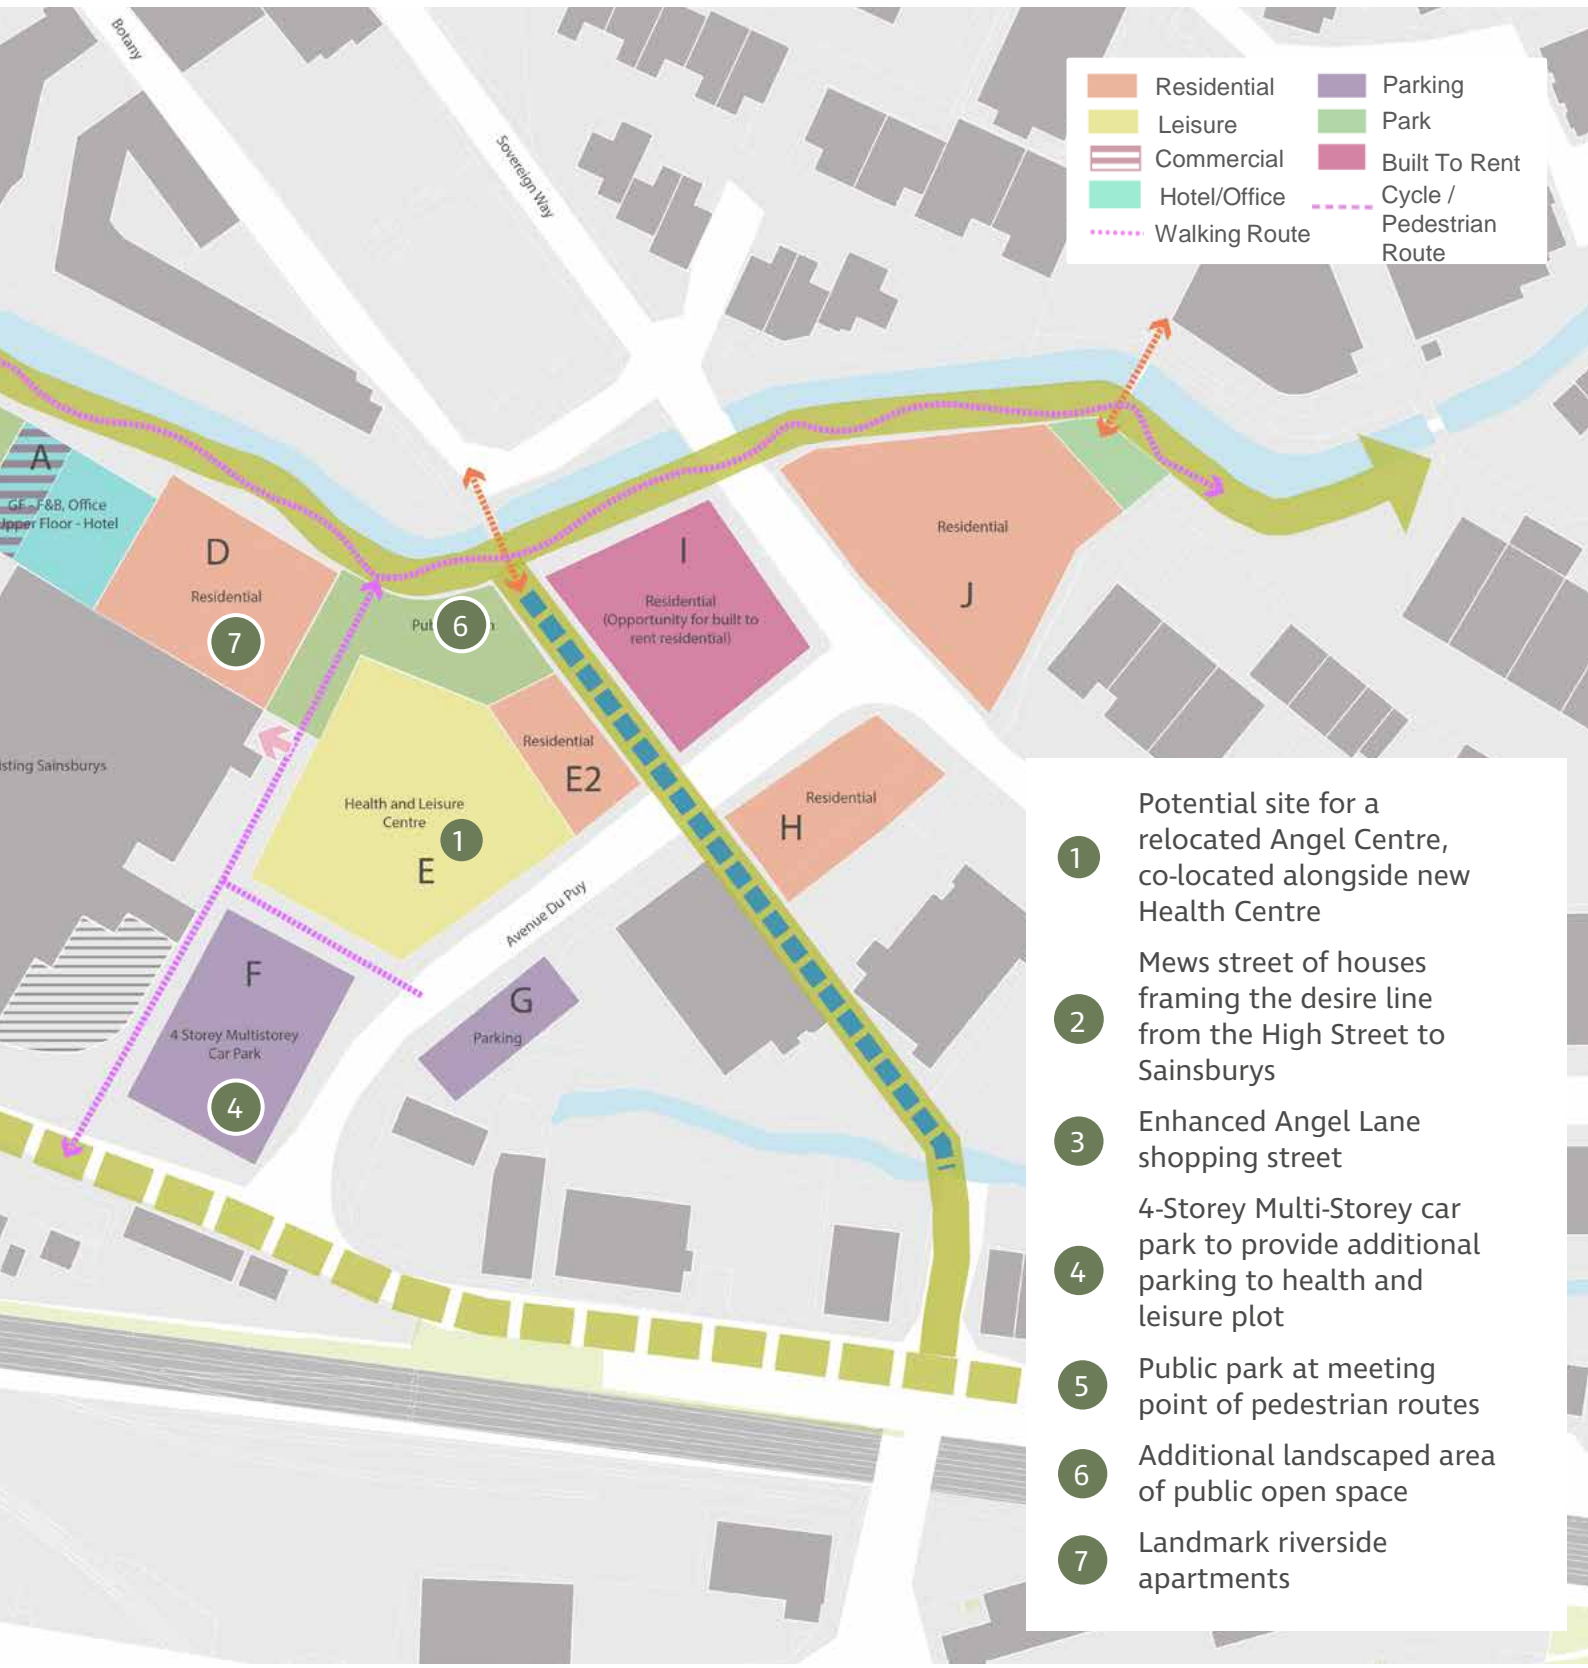 Botany
Sovereign Way
Residential
Leisure
Commercial
Hotel/Office
Walking Route
Parking
Park
Built To Rent
Cycle /
Pedestrian
Route
A
GF - F&B, Office
Upper Floor - Hotel
D
Residential
7
6
I
Residential
(Opportunity for built to
rent residential)
Residential
J
Residential
E2
Residential
H
isting Sainsburys
Health and Leisure
Centre
1
E
Avenue Du Puy
F
4 Storey Multistorey
Car Park
4
G
Parking
1
Potential site for a
relocated Angel Centre,
co-located alongside new
Health Centre
2
Mews street of houses
framing the desire line
from the High Street to
Sainsburys
3
Enhanced Angel Lane
shopping street
4
4-Storey Multi-Storey car
park to provide additional
parking to health and
leisure plot
5
Public park at meeting
point of pedestrian routes
6
Additional landscaped area
of public open space
7
Landmark riverside
apartments